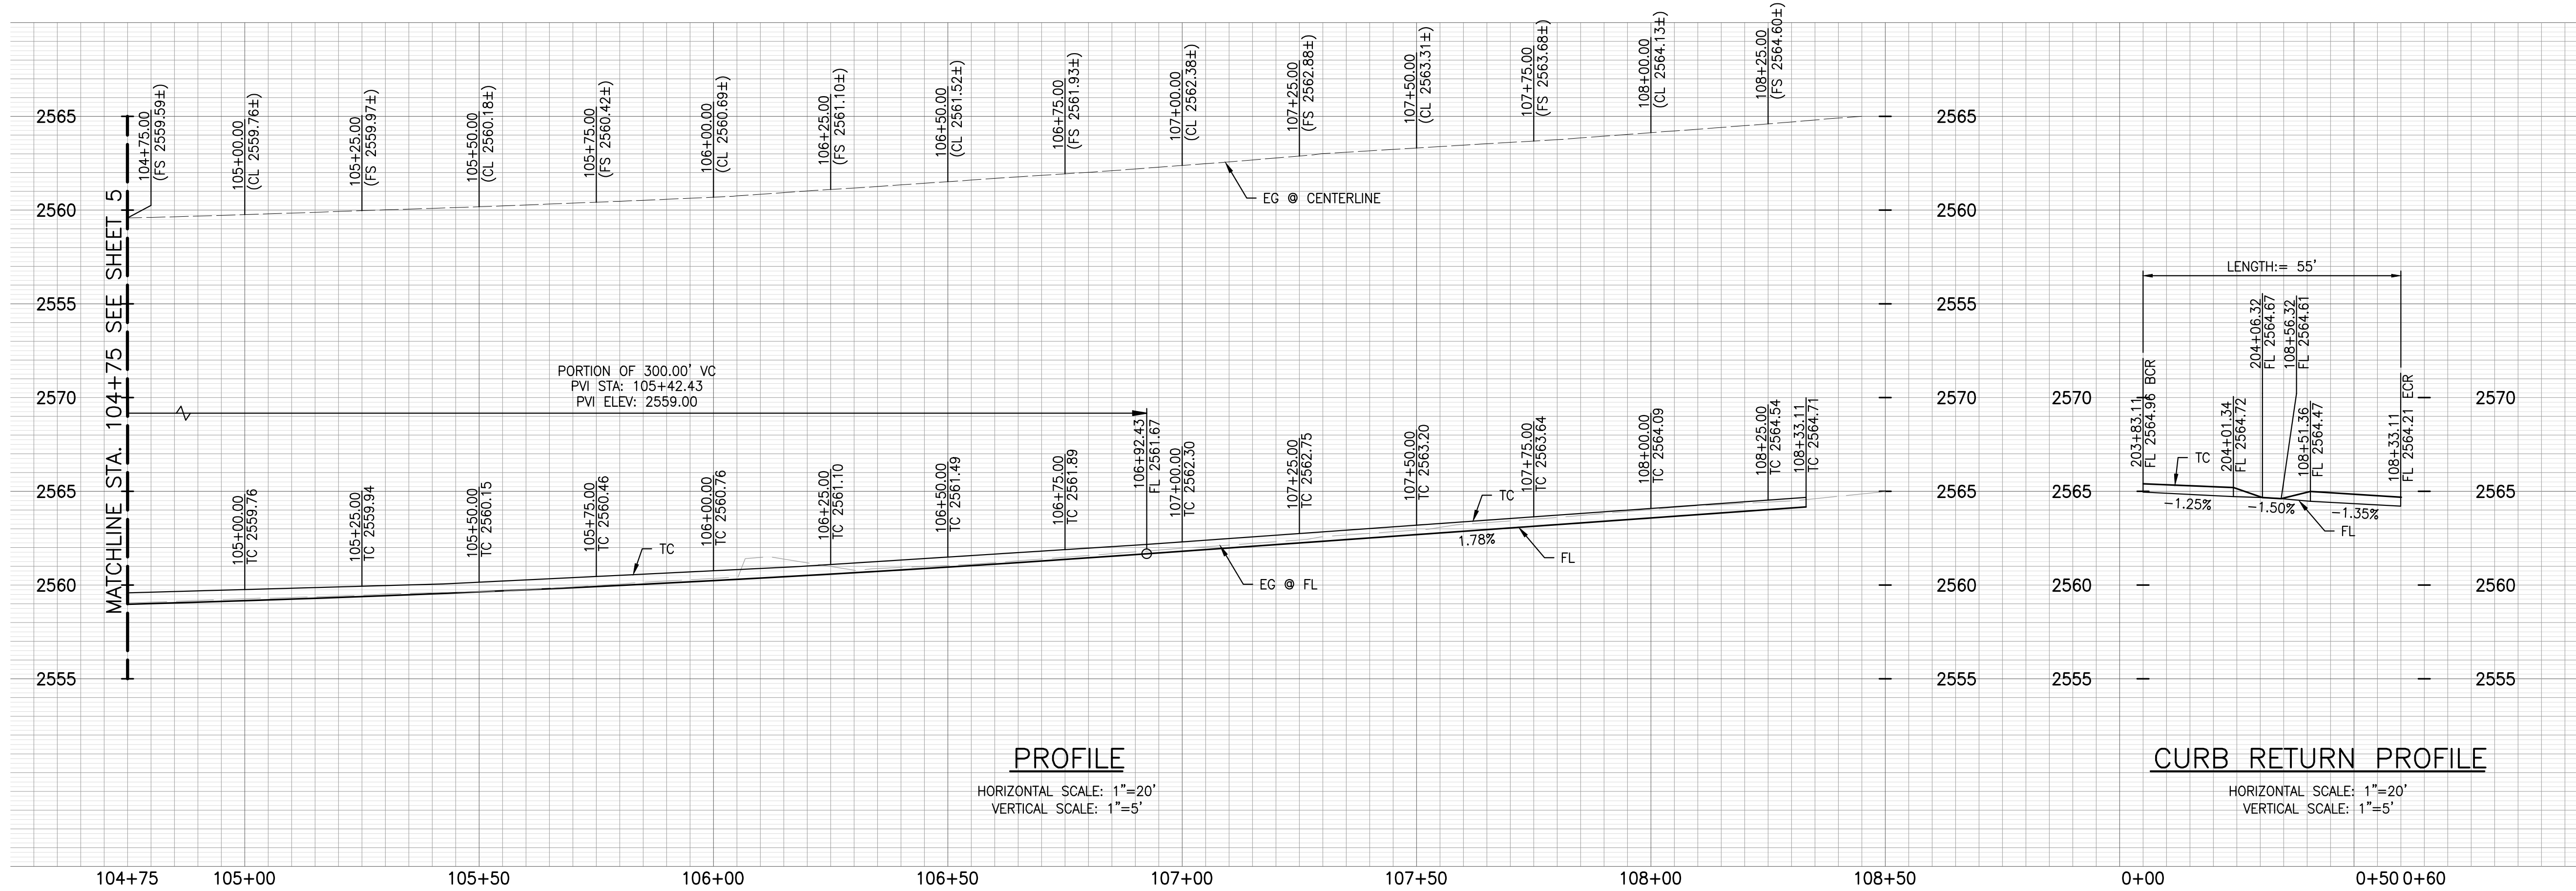 104+75.00
(FS 2559.59±)
105+00.00
(CL 2559.76±)
105+25.00
(FS 2559.97±)
105+50.00
(CL 2560.18±)
105+75.00
(FS 2560.42±)
106+00.00
(CL 2560.69±)
106+25.00
(FS 2561.10±)
106+50.00
(CL 2561.52±)
106+75.00
(FS 2561.93±)
107+00.00
(CL 2562.38±)
107+25.00
(FS 2562.88±)
107+50.00
(CL 2563.31±)
107+75.00
(FS 2563.68±)
108+00.00
(CL 2564.13±)
108+25.00
(FS 2564.60±)
2565
2560
2555
2570
2565
2560
2555
MATCHLINE STA. 104+75 SEE SHEET 5
EG @ CENTERLINE
PORTION OF 300.00' VC
PVI STA: 105+42.43
PVI ELEV: 2559.00
105+00.00
TC 2559.76
105+25.00
TC 2559.94
105+50.00
TC 2560.15
105+75.00
TC 2560.46
TC
106+00.00
TC 2560.76
106+25.00
TC 2561.10
106+50.00
TC 2561.49
106+75.00
TC 2561.89
106+92.43
FL 2561.67
107+00.00
TC 2562.30
107+25.00
TC 2562.75
EG @ FL
107+50.00
TC 2563.20
TC
1.78%
107+75.00
TC 2563.64
FL
108+00.00
TC 2564.09
108+25.00
TC 2564.54
108+33.11
TC 2564.71
2565
2560
2555
2570
2565
2560
2555
PROFILE
HORIZONTAL SCALE: 1"=20'
VERTICAL SCALE: 1"=5'
104+75
105+00
105+50
106+00
106+50
107+00
107+50
108+00
108+50
LENGTH:= 55'
2570
2565
2560
2555
203+83.11
FL 2564.96 BCR
TC
204+01.34
FL 2564.72
204+06.32
FL 2564.67
108+56.32
FL 2564.61
108+51.36
FL 2564.47
108+33.11
FL 2564.21 ECR
-1.25%
-1.50%
-1.35%
FL
2570
2565
2560
2555
CURB RETURN PROFILE
HORIZONTAL SCALE: 1"=20'
VERTICAL SCALE: 1"=5'
0+00
0+50
0+60